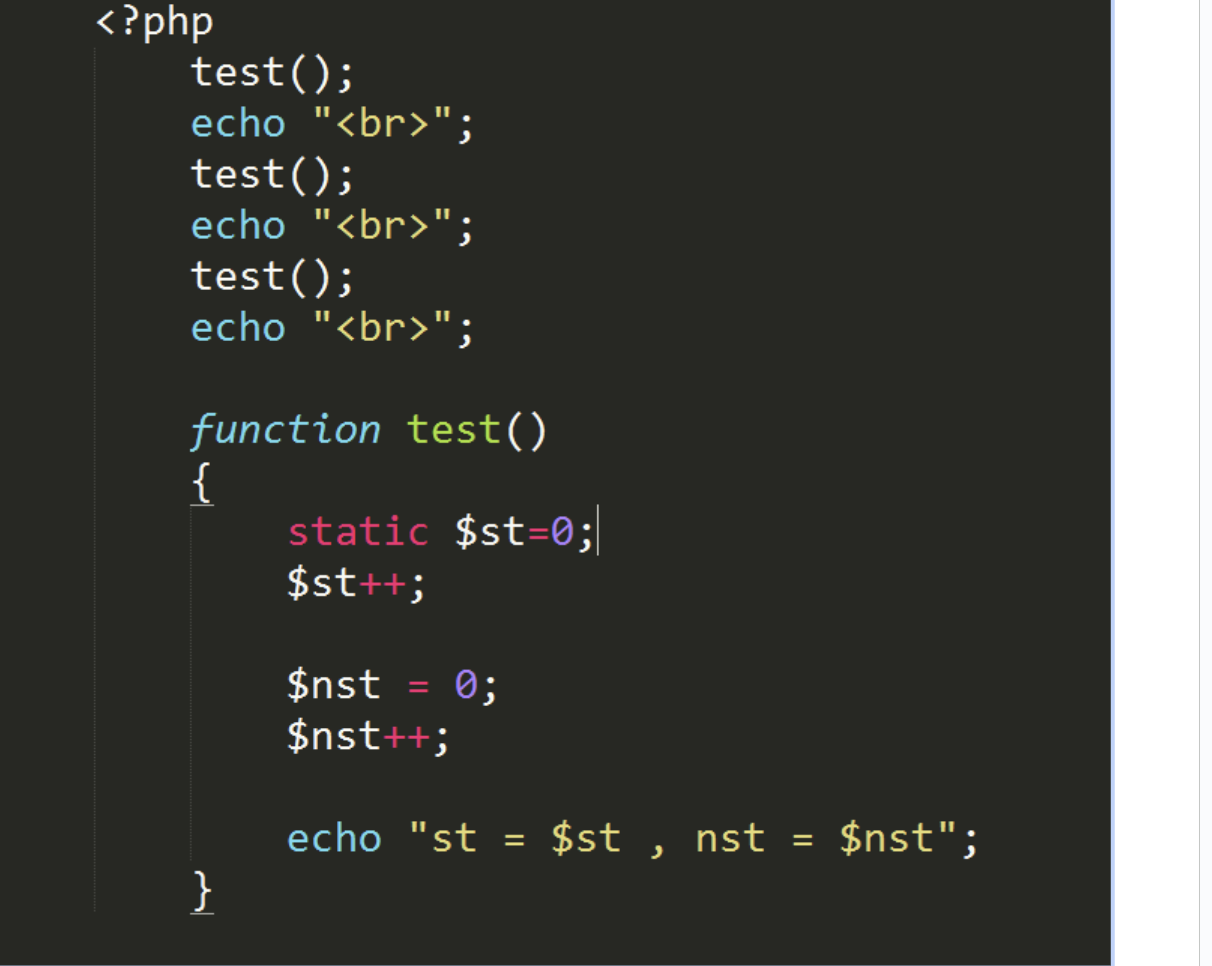 <?php
test();
echo "<br>";
test();
echo "<br>";
test();
echo "<br>";
function test()
{
static $st=0;
$st++;
$nst = 0;
$nst++;
echo "st = $st , nst = $nst";
}